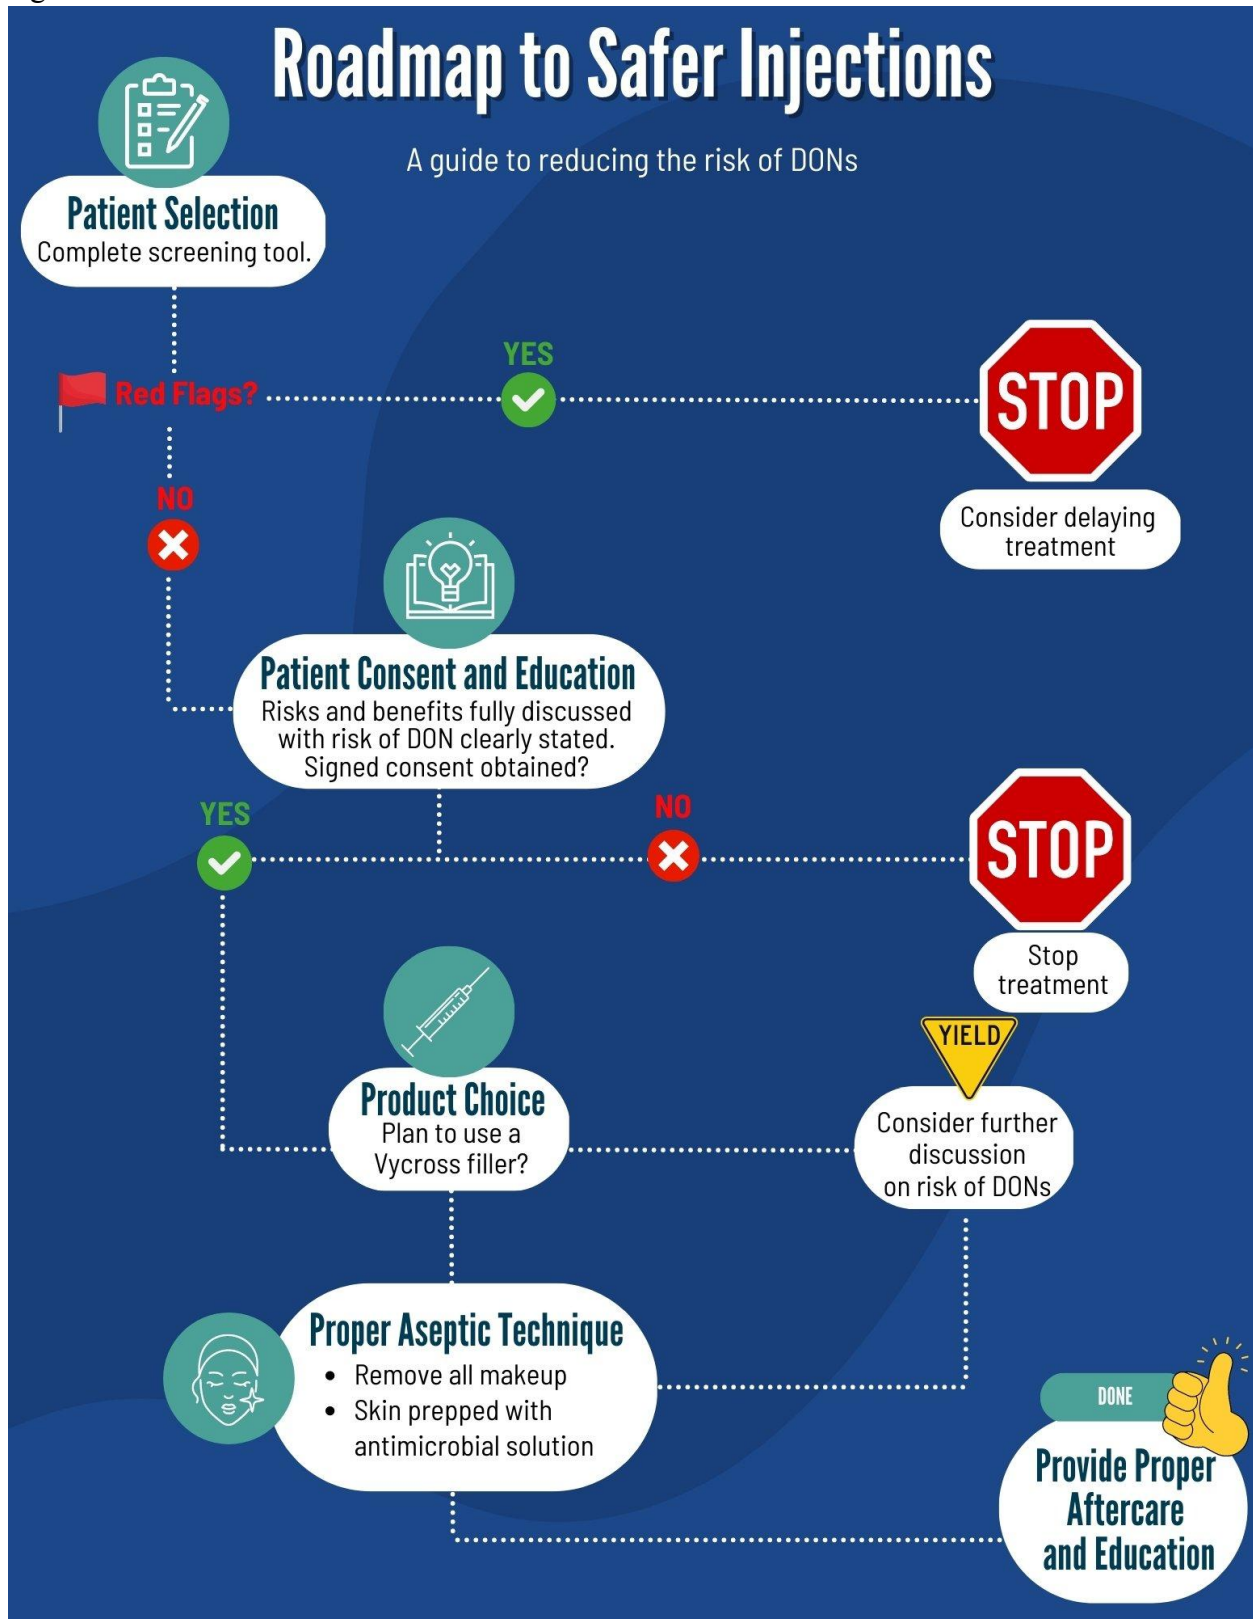 Roadmap to Safer Injections
A guide to reducing the risk of DONs
Patient Selection
Complete screening tool.
Red Flags?
YES
STOP
Consider delaying
treatment
NO
Patient Consent and Education
Risks and benefits fully discussed
with risk of DON clearly stated.
Signed consent obtained?
YES
NO
STOP
Stop
treatment
Product Choice
Plan to use a
Vycross filler?
YIELD
Consider further
discussion
on risk of DONs
Proper Aseptic Technique
• Remove all makeup
• Skin prepped with
antimicrobial solution
DONE
Provide Proper
Aftercare
and Education